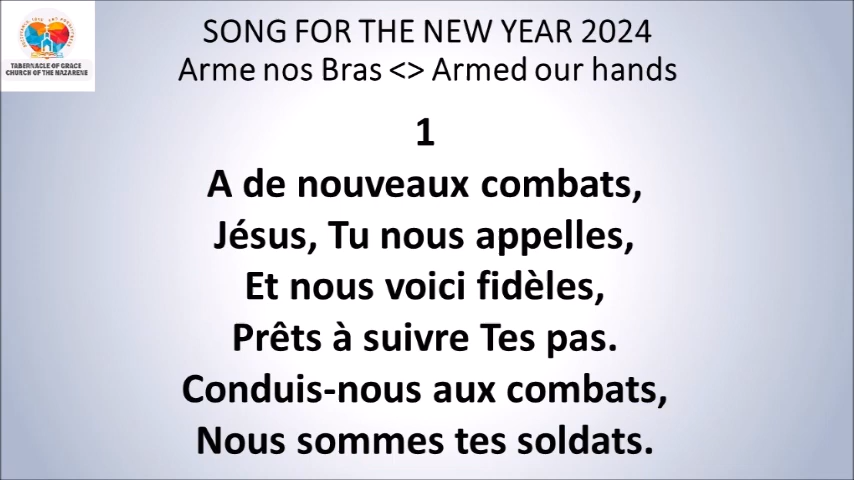 SONG FOR THE NEW YEAR 2024
Arme nos Bras <> Armed our hands
TABERNACLE OF GRACE
CHURCH OF THE NAZARENE
1
A de nouveaux combats,
Jésus, Tu nous appelles,
Et nous voici fidèles,
Prêts à suivre Tes pas.
Conduis-nous aux combats,
Nous sommes tes soldats.